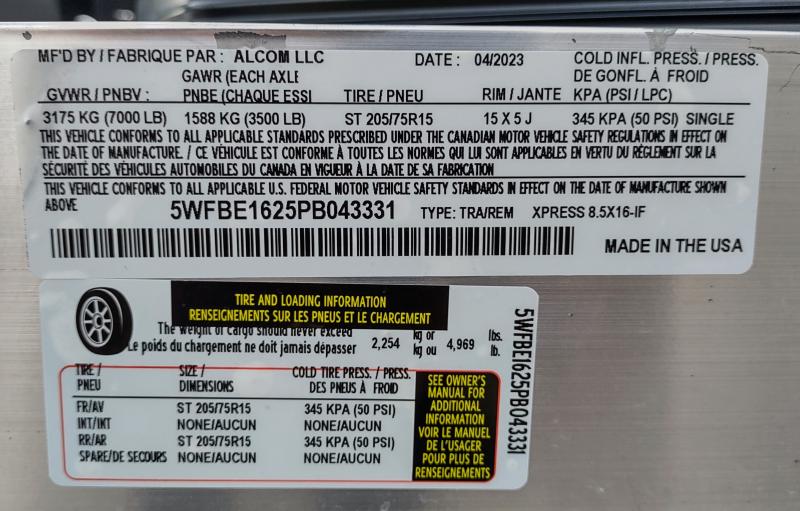 MF'D BY / FABRIQUE PAR : ALCOM LLC DATE : 04/2023 COLD INFL. PRESS. / PRESS.
GAWR (EACH AXLE DE GONFL. À FROID
GVWR / PNBV : PNBE (CHAQUE ESSI TIRE / PNEU RIM / JANTE KPA (PSI / LPC)
3175 KG (7000 LB) 1588 KG (3500 LB) ST 205/75R15 15 X 5 J 345 KPA (50 PSI) SINGLE
THIS VEHICLE CONFORMS TO ALL APPLICABLE STANDARDS PRESCRIBED UNDER THE CANADIAN MOTOR VEHICLE SAFETY REGULATIONS IN EFFECT ON
THE DATE OF MANUFACTURE. / CE VÉHICULE EST CONFORME À TOUTES LES NORMES QUI LUI SONT APPLICABLES EN VERTU DU RÈGLEMENT SUR LA
SÉCURITÉ DES VÉHICULES AUTOMOBILES DU CANADA EN VIGUEUR À LA DATE DE SA FABRICATION
THIS VEHICLE CONFORMS TO ALL APPLICABLE U.S. FEDERAL MOTOR VEHICLE SAFETY STANDARDS IN EFFECT ON THE DATE OF MANUFACTURE SHOWN
ABOVE 5WFBE1625PB043331 TYPE: TRA/REM XPRESS 8.5X16-IF
MADE IN THE USA
TIRE AND LOADING INFORMATION
RENSEIGNEMENTS SUR LES PNEUS ET LE CHARGEMENT
The weight of cargo should never exceed kg or lbs.
Le poids du chargement ne doit jamais dépasser 2,254 kg ou 4,969 lb.
TIRE / SIZE / COLD TIRE PRESS. / PRESS.
PNEU DIMENSIONS DES PNEUS À FROID
FR/AV ST 205/75R15 345 KPA (50 PSI)
INT/INT NONE/AUCUN NONE/AUCUN
RR/AR ST 205/75R15 345 KPA (50 PSI)
SPARE/DE SECOURS NONE/AUCUN NONE/AUCUN
SEE OWNER'S
MANUAL FOR
ADDITIONAL
INFORMATION
VOIR LE MANUEL
DE L'USAGER
POUR PLUS DE
RENSEIGNEMENTS
5WFBE1625PB043331